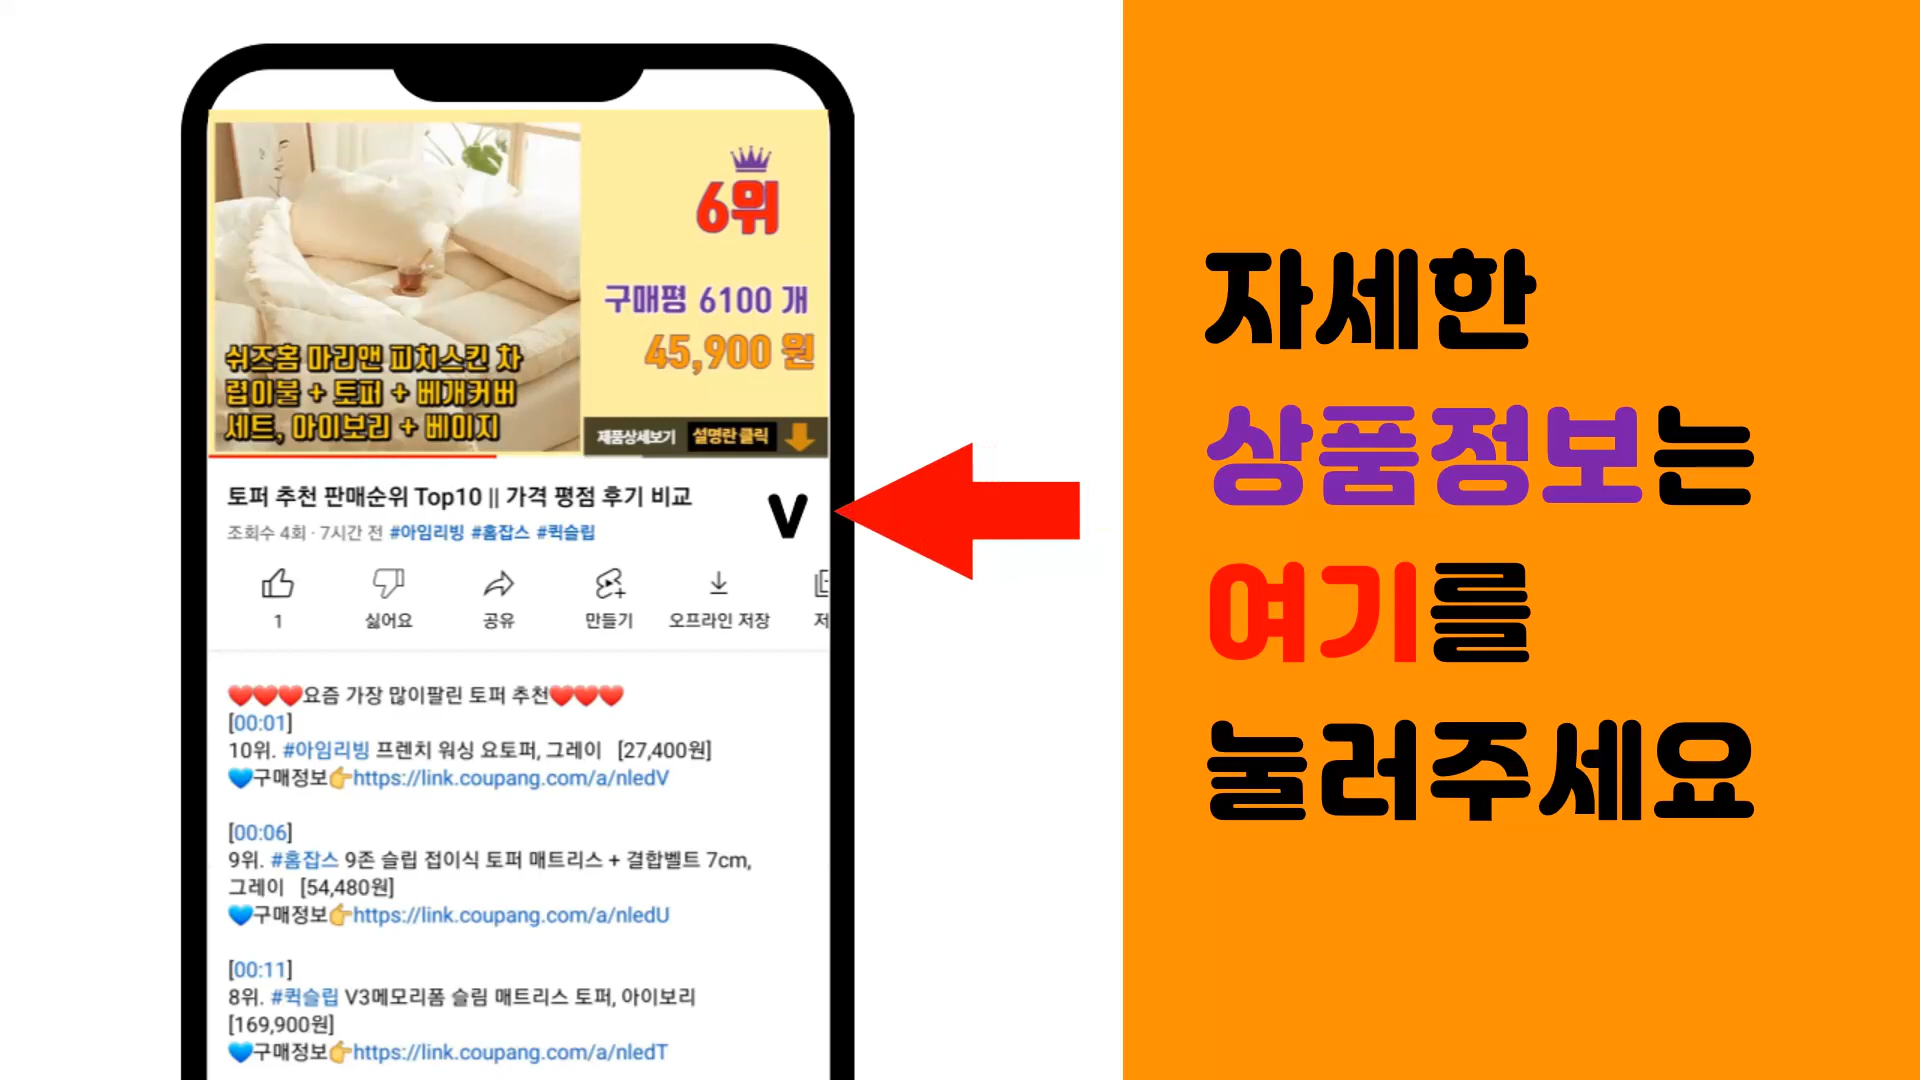 6위
구매평 6100 개
45,900 원
쉬즈홈 마리앤 피치스킨 차
렵이불 + 토퍼 + 베개커버
세트, 아이보리 + 베이지
제품상세보기 설명란 클릭
토퍼 추천 판매순위 Top10 || 가격 평점 후기 비교
V
조회수 4회 · 7시간 전 #아임리빙 #홈잡스 #퀵슬립
1 싫어요 공유 만들기 오프라인 저장 저
❤️❤️❤️요즘 가장 많이팔린 토퍼 추천❤️❤️❤️
[00:01]
10위. #아임리빙 프렌치 워싱 요토퍼, 그레이 [27,400원]
💙구매정보👉https://link.coupang.com/a/nledV
[00:06]
9위. #홈잡스 9존 슬립 접이식 토퍼 매트리스 + 결합벨트 7cm,
그레이 [54,480원]
💙구매정보👉https://link.coupang.com/a/nledU
[00:11]
8위. #퀵슬립 V3메모리폼 슬림 매트리스 토퍼, 아이보리
[169,900원]
💙구매정보👉https://link.coupang.com/a/nledT
자세한
상품정보는
여기를
눌러주세요